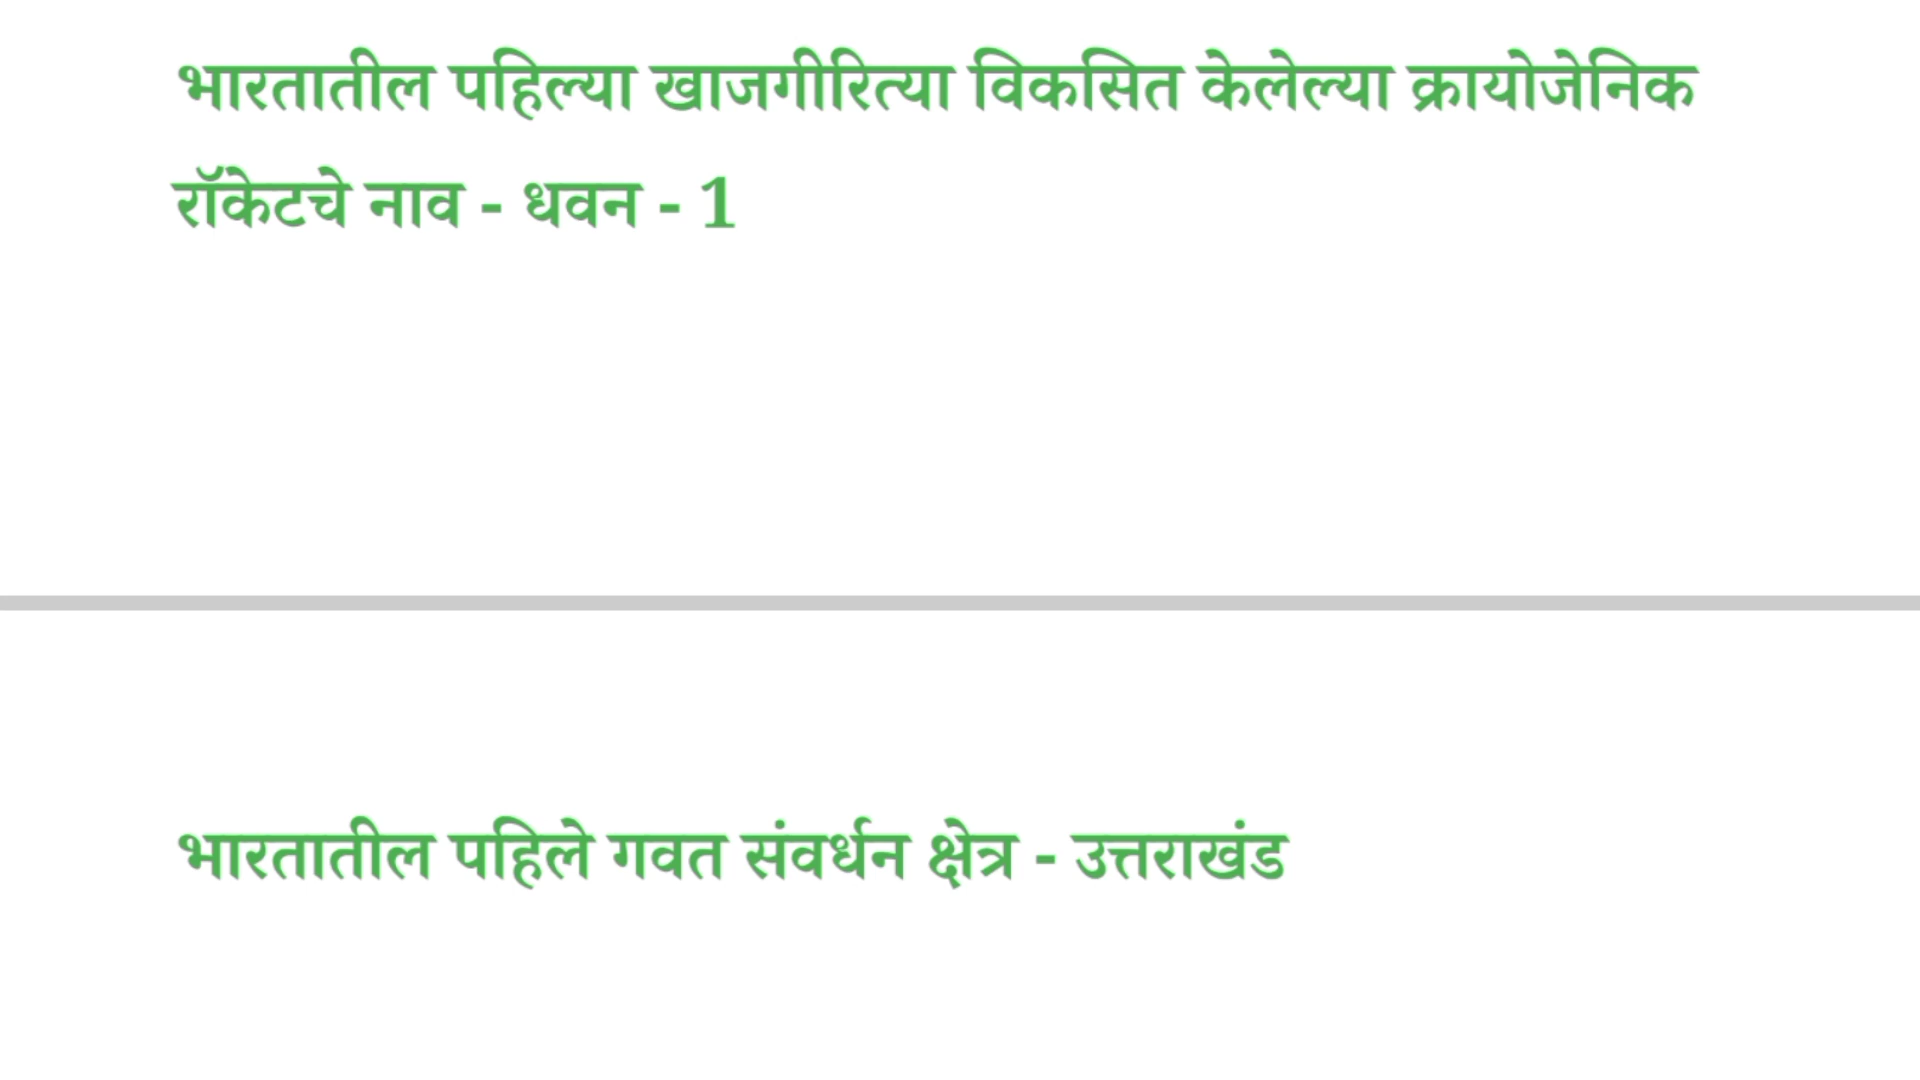 भारतातील पहिल्या खाजगीरित्या विकसित केलेल्या क्रायोजेनिक
रॉकेटचे नाव - धवन - 1
भारतातील पहिले गवत संवर्धन क्षेत्र - उत्तराखंड